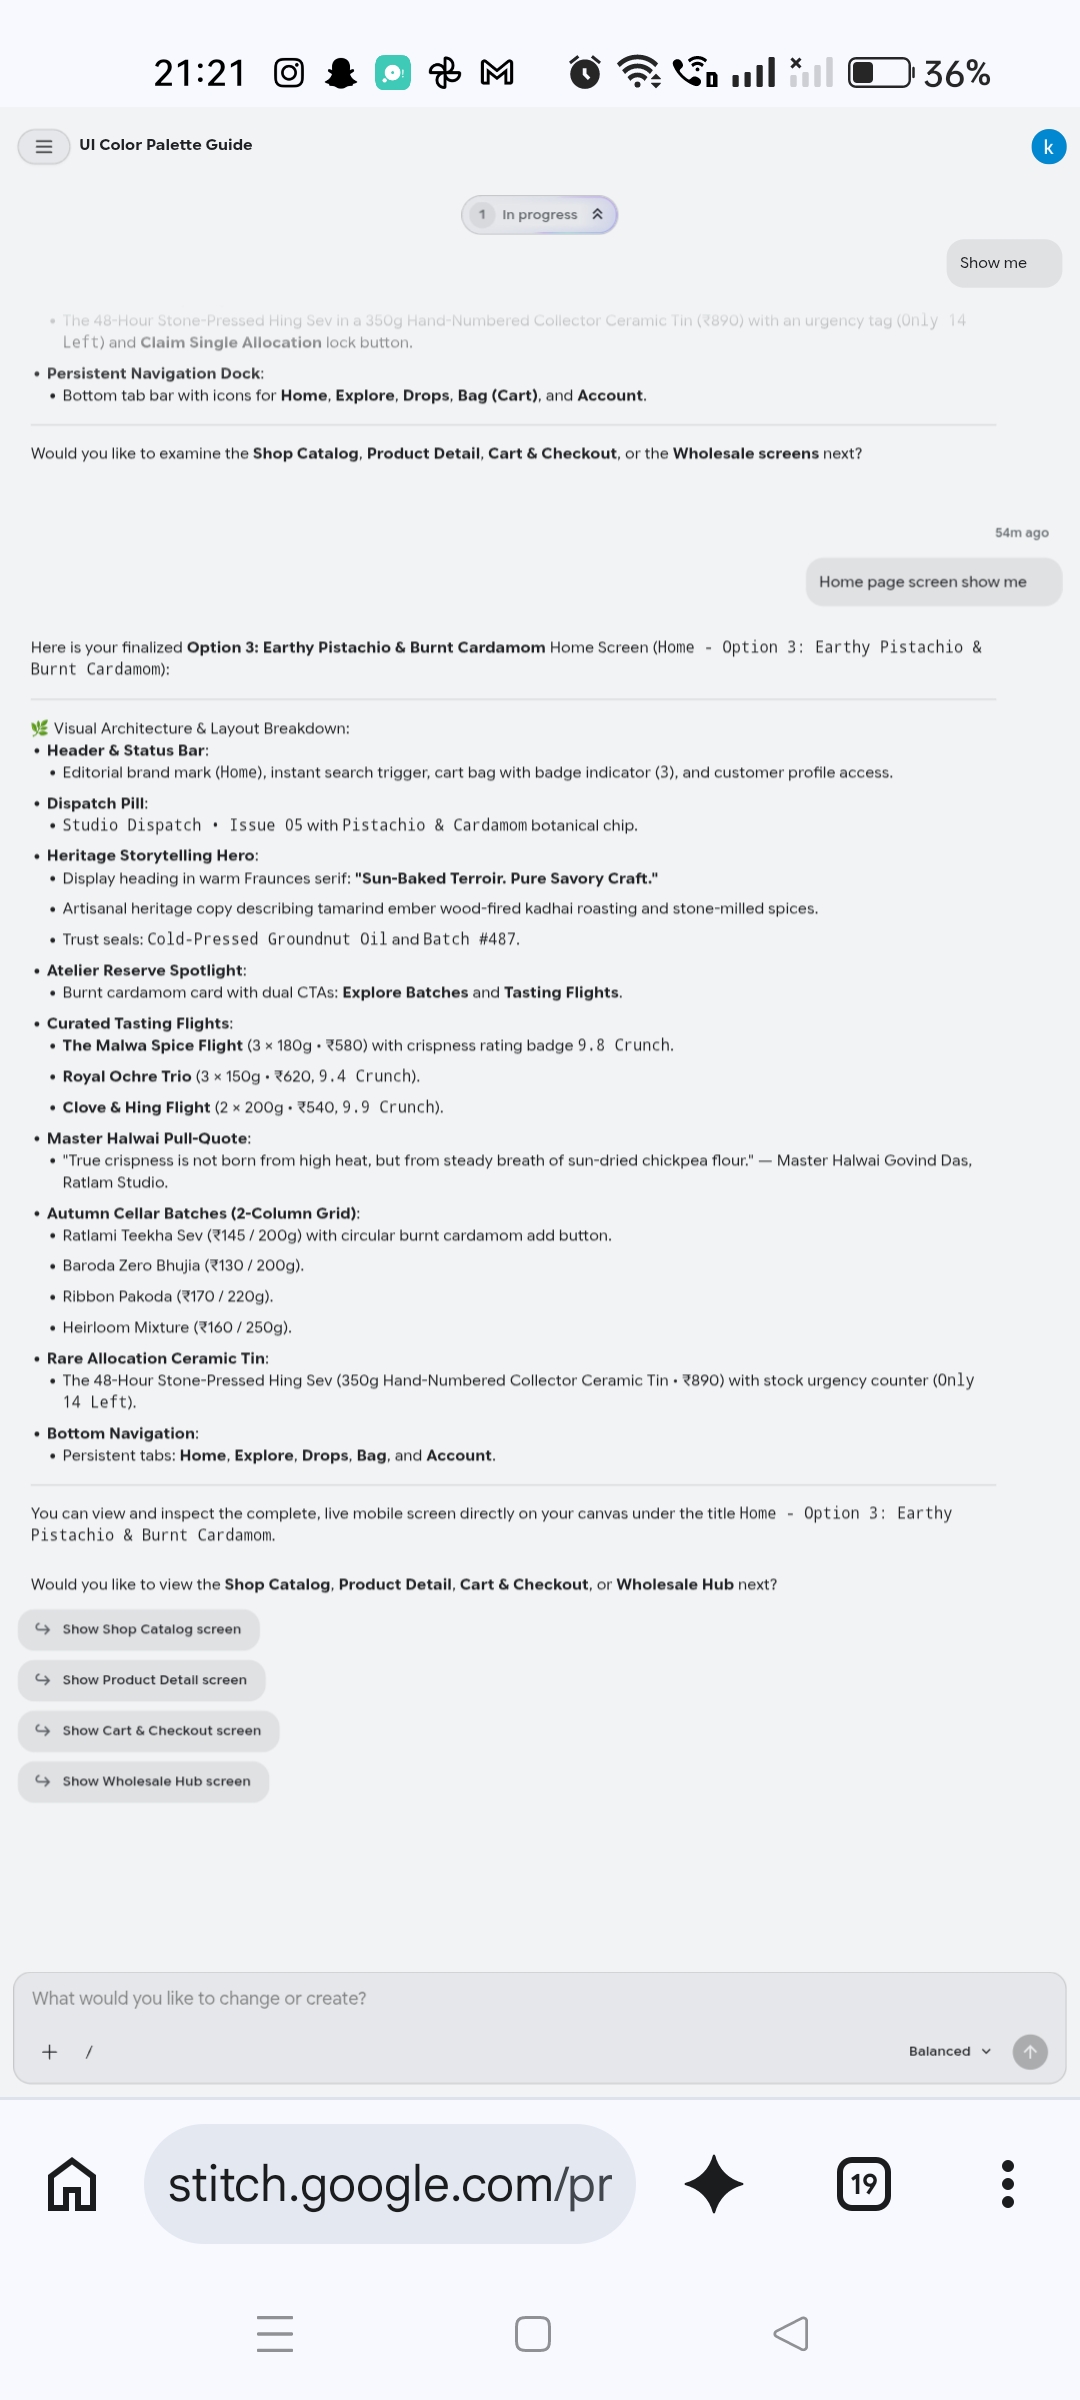 21:21
36%
UI Color Palette Guide
k
1 In progress
Show me
• The 48-Hour Stone-Pressed Hing Sev in a 350g Hand-Numbered Collector Ceramic Tin (₹890) with an urgency tag (Only 14
Left) and Claim Single Allocation lock button.
• Persistent Navigation Dock:
• Bottom tab bar with icons for Home, Explore, Drops, Bag (Cart), and Account.
Would you like to examine the Shop Catalog, Product Detail, Cart & Checkout, or the Wholesale screens next?
54m ago
Home page screen show me
Here is your finalized Option 3: Earthy Pistachio & Burnt Cardamom Home Screen (Home - Option 3: Earthy Pistachio &
Burnt Cardamom):
🌿 Visual Architecture & Layout Breakdown:
• Header & Status Bar:
• Editorial brand mark (Home), instant search trigger, cart bag with badge indicator (3), and customer profile access.
• Dispatch Pill:
• Studio Dispatch • Issue 05 with Pistachio & Cardamom botanical chip.
• Heritage Storytelling Hero:
• Display heading in warm Fraunces serif: "Sun-Baked Terroir. Pure Savory Craft."
• Artisanal heritage copy describing tamarind ember wood-fired kadhai roasting and stone-milled spices.
• Trust seals: Cold-Pressed Groundnut Oil and Batch #487.
• Atelier Reserve Spotlight:
• Burnt cardamom card with dual CTAs: Explore Batches and Tasting Flights.
• Curated Tasting Flights:
• The Malwa Spice Flight (3 × 180g • ₹580) with crispness rating badge 9.8 Crunch.
• Royal Ochre Trio (3 × 150g • ₹620, 9.4 Crunch).
• Clove & Hing Flight (2 × 200g • ₹540, 9.9 Crunch).
• Master Halwai Pull-Quote:
• "True crispness is not born from high heat, but from steady breath of sun-dried chickpea flour." — Master Halwai Govind Das,
Ratlam Studio.
• Autumn Cellar Batches (2-Column Grid):
• Ratlami Teekha Sev (₹145 / 200g) with circular burnt cardamom add button.
• Baroda Zero Bhujia (₹130 / 200g).
• Ribbon Pakoda (₹170 / 220g).
• Heirloom Mixture (₹160 / 250g).
• Rare Allocation Ceramic Tin:
• The 48-Hour Stone-Pressed Hing Sev (350g Hand-Numbered Collector Ceramic Tin • ₹890) with stock urgency counter (Only
14 Left).
• Bottom Navigation:
• Persistent tabs: Home, Explore, Drops, Bag, and Account.
You can view and inspect the complete, live mobile screen directly on your canvas under the title Home - Option 3: Earthy
Pistachio & Burnt Cardamom.
Would you like to view the Shop Catalog, Product Detail, Cart & Checkout, or Wholesale Hub next?
Show Shop Catalog screen
Show Product Detail screen
Show Cart & Checkout screen
Show Wholesale Hub screen
What would you like to change or create?
/ Balanced
stitch.google.com/pr
19